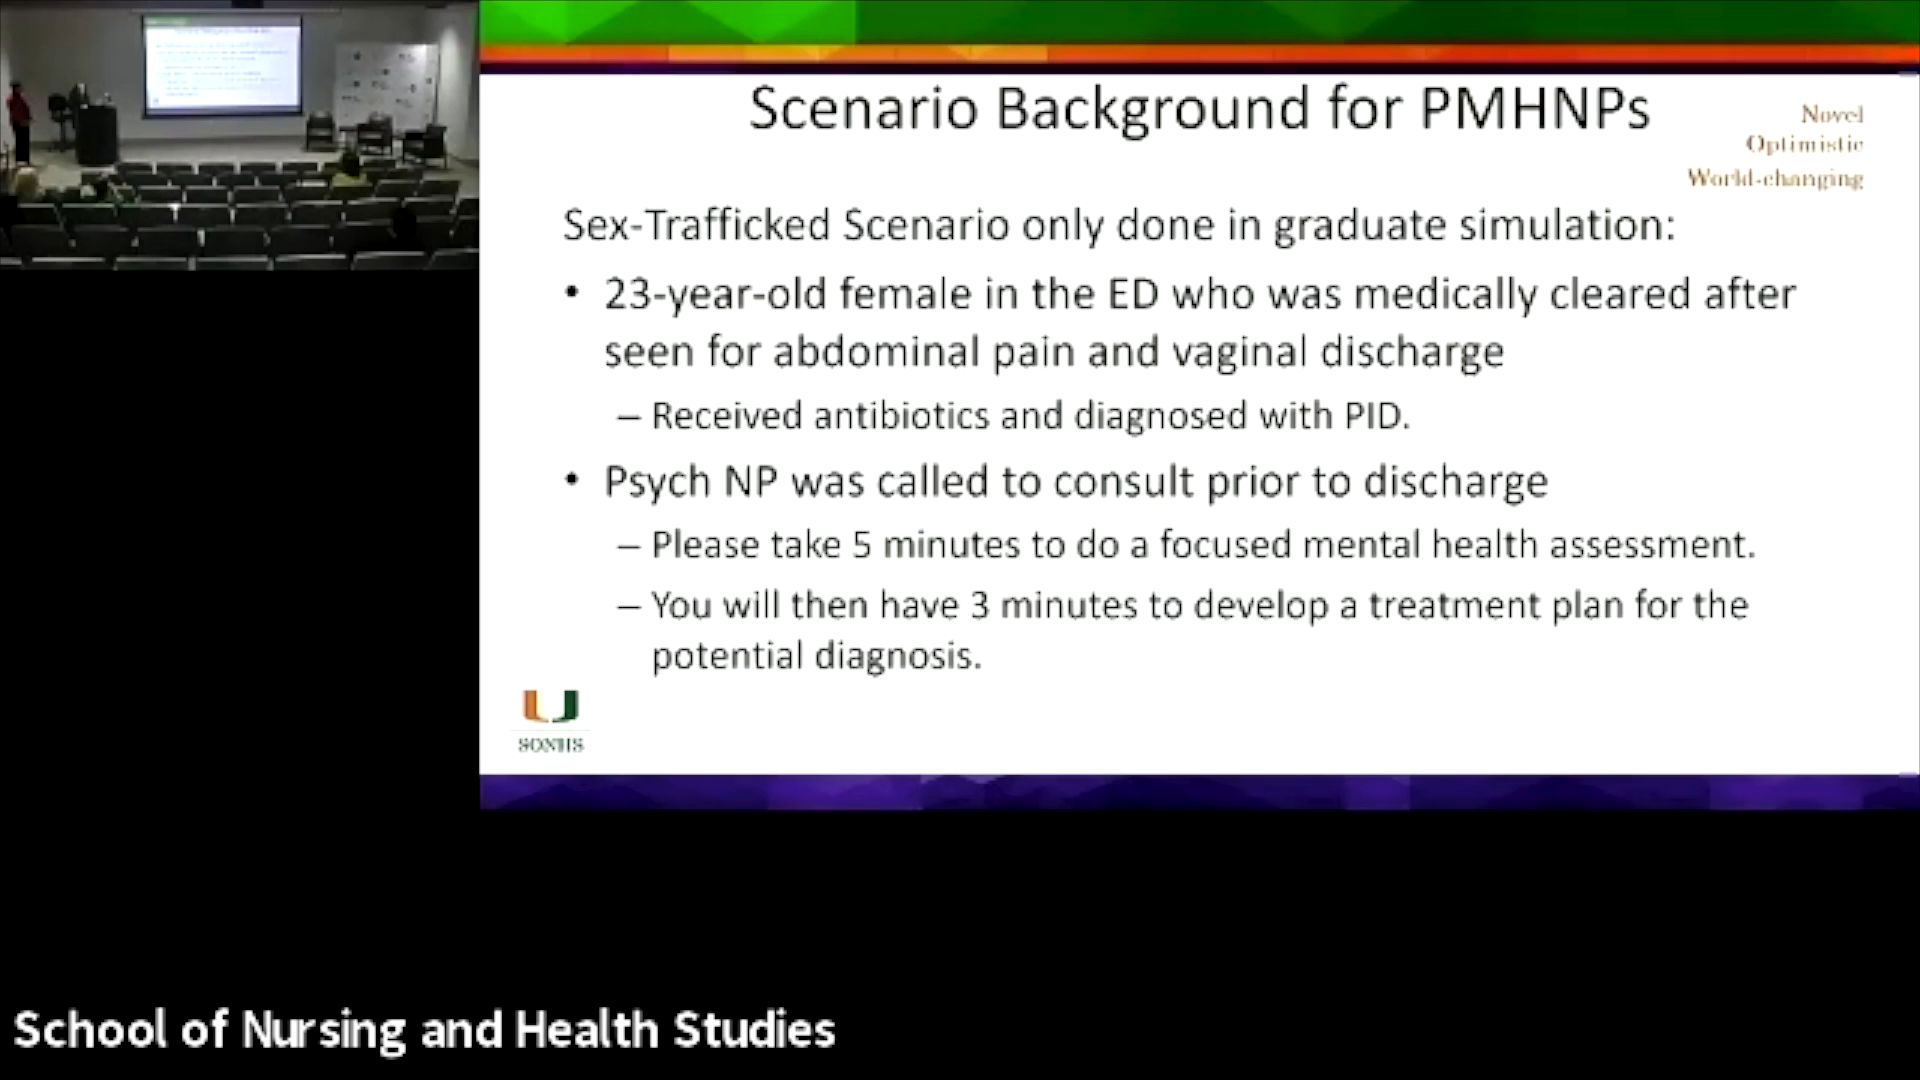 Scenario Background for PMHNPs
Novel
Optimistic
World-changing
Sex-Trafficked Scenario only done in graduate simulation:
• 23-year-old female in the ED who was medically cleared after
seen for abdominal pain and vaginal discharge
– Received antibiotics and diagnosed with PID.
• Psych NP was called to consult prior to discharge
– Please take 5 minutes to do a focused mental health assessment.
– You will then have 3 minutes to develop a treatment plan for the
potential diagnosis.
U
SONHS
School of Nursing and Health Studies